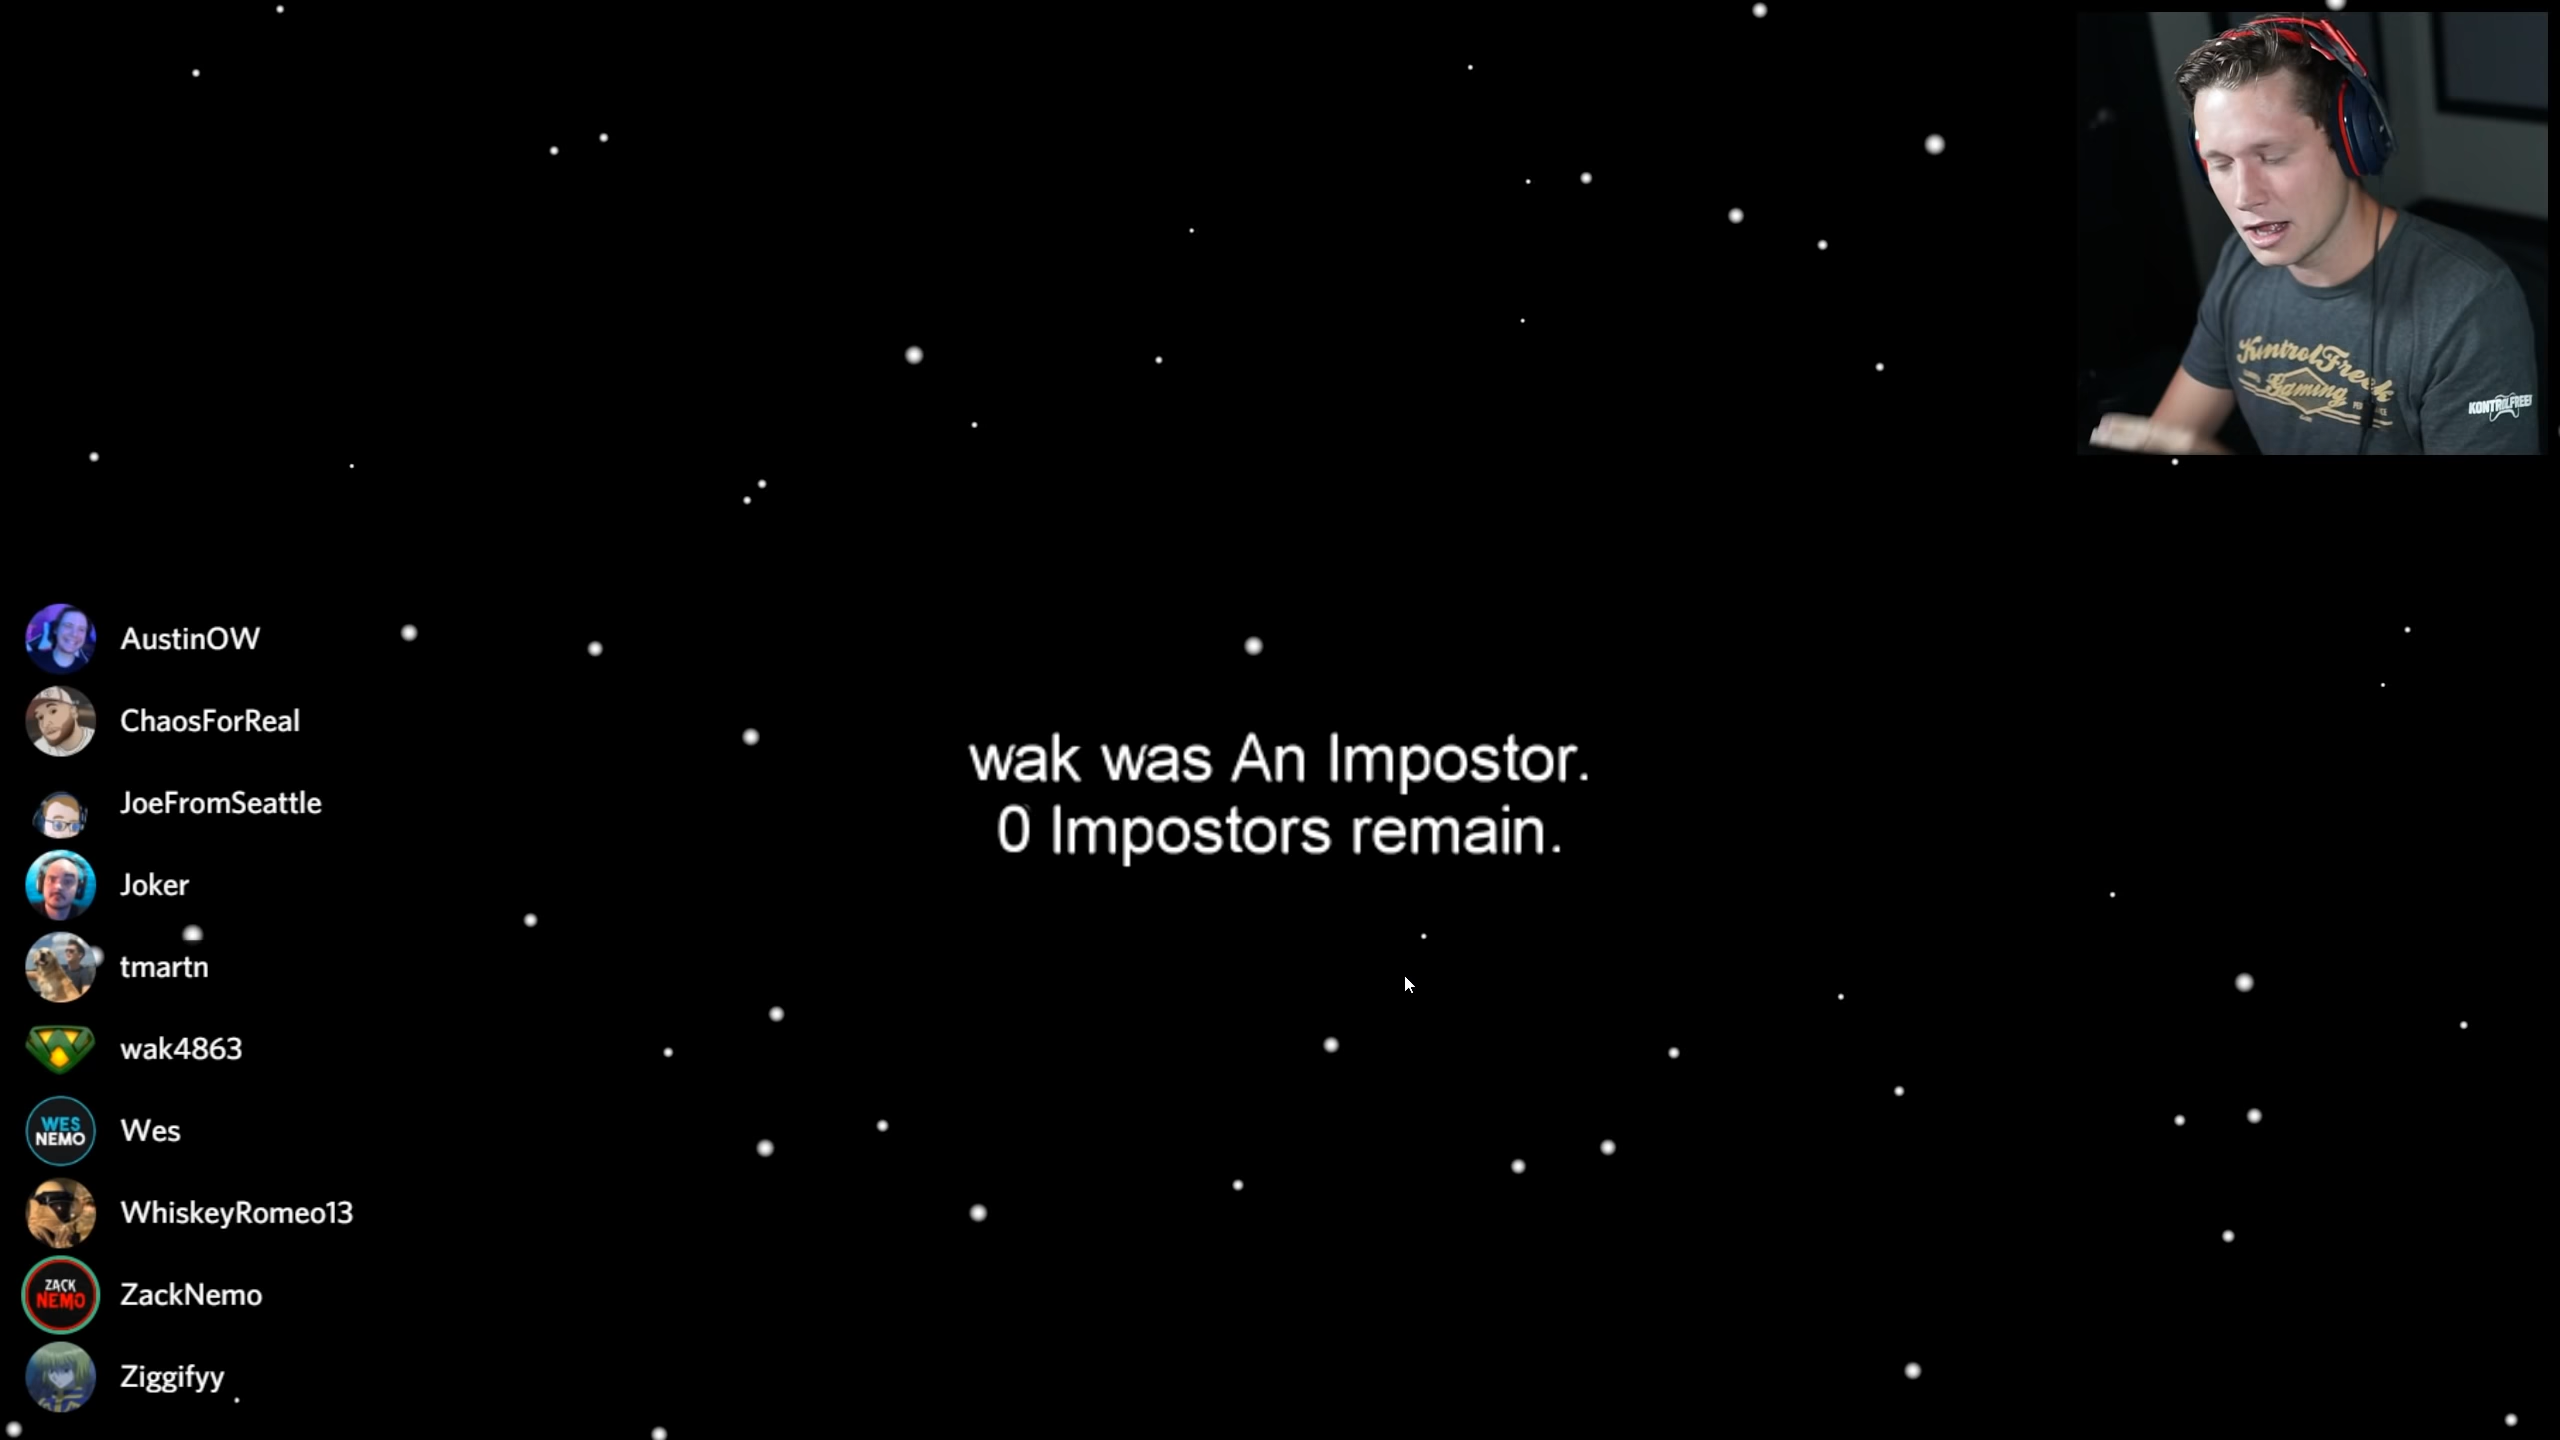 KontrolFreek
Gaming
KONTROLFREEK
AustinOW
ChaosForReal
JoeFromSeattle
Joker
tmartn
wak4863
WES
NEMO
Wes
WhiskeyRomeo13
ZACK
NEMO
ZackNemo
Ziggifyy
wak was An Impostor.
0 Impostors remain.